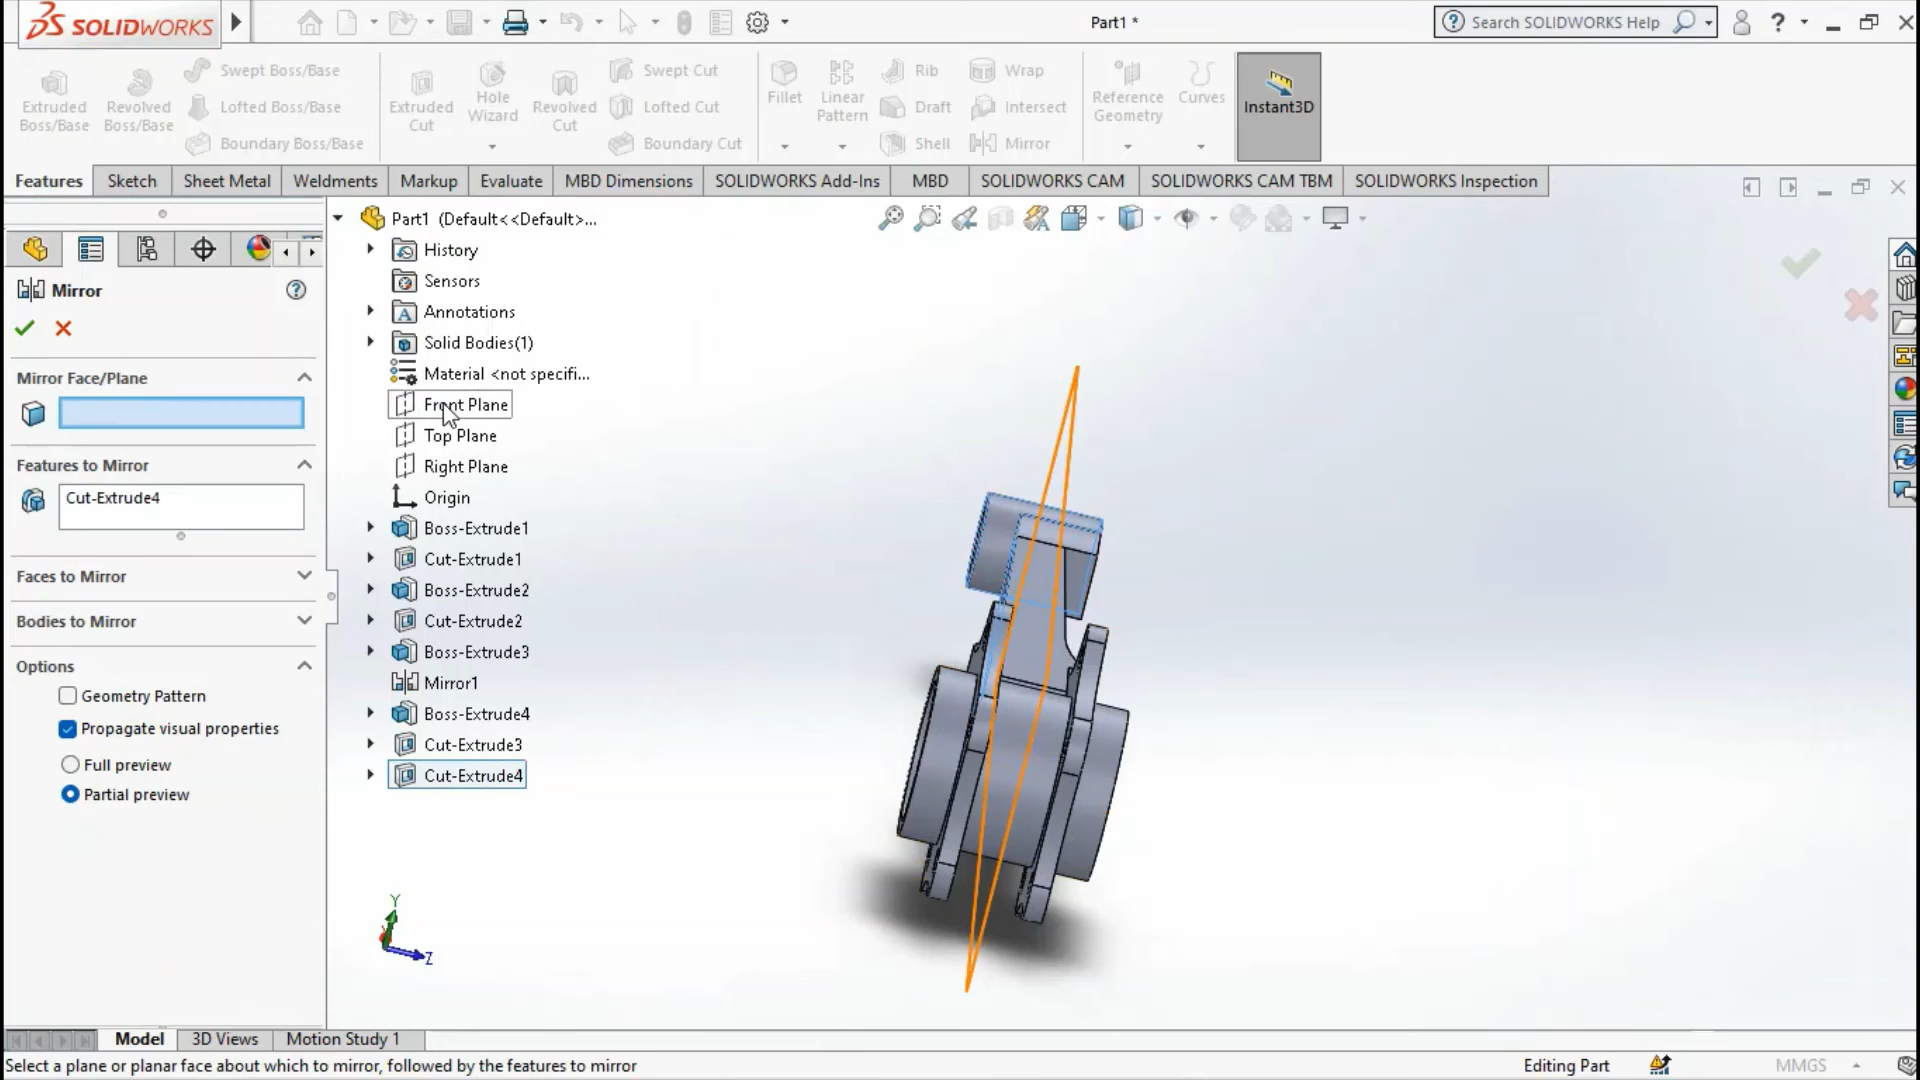 SOLIDWORKS
Part1 *
Search SOLIDWORKS Help
Extruded Boss/Base
Revolved Boss/Base
Swept Boss/Base
Lofted Boss/Base
Boundary Boss/Base
Extruded Cut
Hole Wizard
Revolved Cut
Swept Cut
Lofted Cut
Boundary Cut
Fillet
Linear Pattern
Rib
Draft
Shell
Wrap
Intersect
Mirror
Reference Geometry
Curves
Instant3D
Features
Sketch
Sheet Metal
Weldments
Markup
Evaluate
MBD Dimensions
SOLIDWORKS Add-Ins
MBD
SOLIDWORKS CAM
SOLIDWORKS CAM TBM
SOLIDWORKS Inspection
Mirror
Mirror Face/Plane
Features to Mirror
Cut-Extrude4
Faces to Mirror
Bodies to Mirror
Options
Geometry Pattern
Propagate visual properties
Full preview
Partial preview
Part1 (Default<<Default>...
History
Sensors
Annotations
Solid Bodies(1)
Material <not specifi...
Front Plane
Top Plane
Right Plane
Origin
Boss-Extrude1
Cut-Extrude1
Boss-Extrude2
Cut-Extrude2
Boss-Extrude3
Mirror1
Boss-Extrude4
Cut-Extrude3
Cut-Extrude4
Y
Z
Model
3D Views
Motion Study 1
Select a plane or planar face about which to mirror, followed by the features to mirror
Editing Part
MMGS